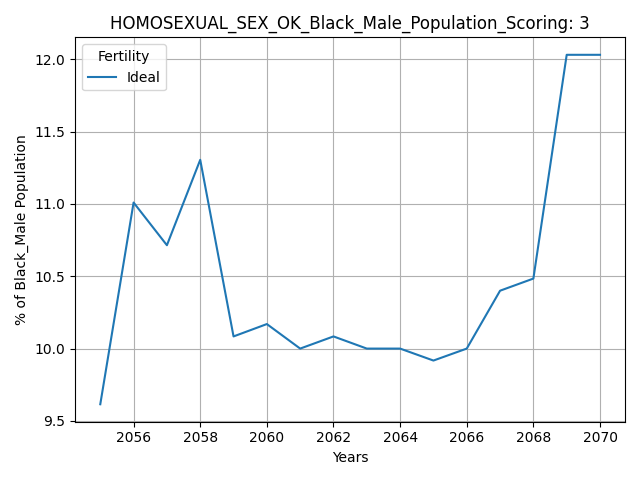 HOMOSEXUAL_SEX_OK_Black_Male_Population_Scoring: 3
Fertility
Ideal
% of Black_Male Population
12.0
11.5
11.0
10.5
10.0
9.5
2056 2058 2060 2062 2064 2066 2068 2070
Years